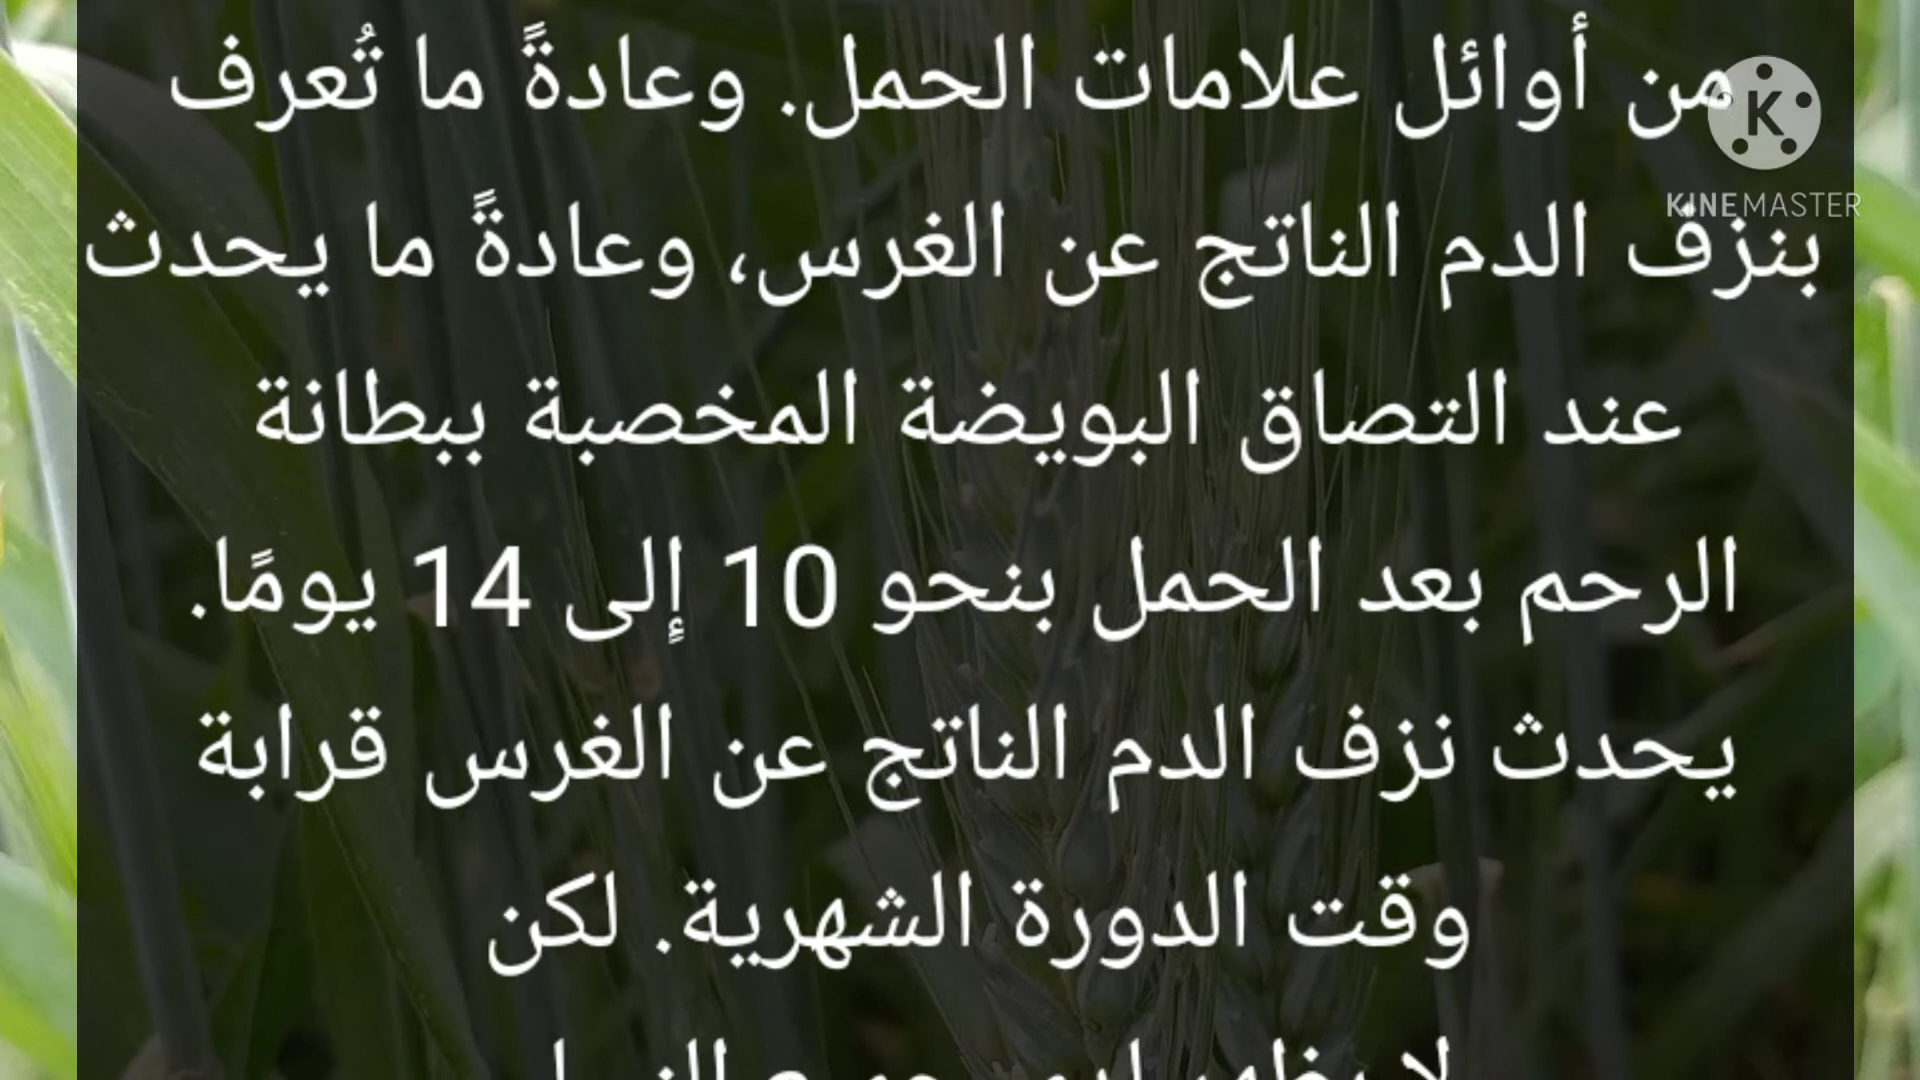 من أوائل علامات الحمل. وعادةً ما تُعرف
بنزف الدم الناتج عن الغرس، وعادةً ما يحدث
عند التصاق البويضة المخصبة ببطانة
الرحم بعد الحمل بنحو 10 إلى 14 يومًا.
يحدث نزف الدم الناتج عن الغرس قرابة
وقت الدورة الشهرية. لكن
K
KINEMASTER